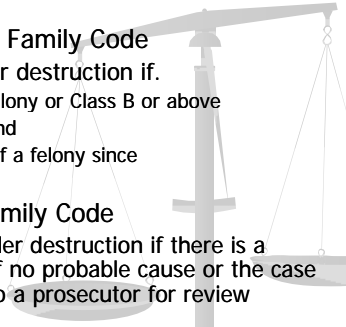 Family Code
r destruction if.
lony or Class B or above
nd
f a felony since
mily Code
der destruction if there is a
f no probable cause or the case
o a prosecutor for review